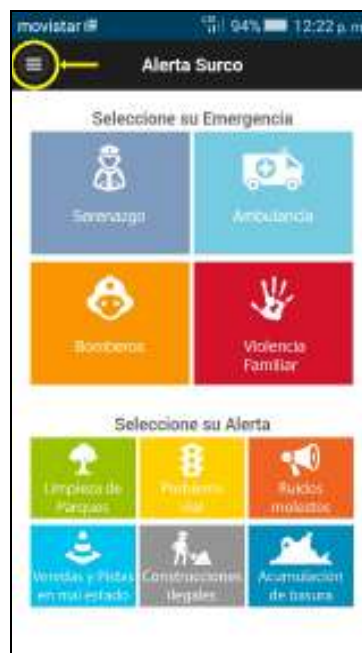 movistar 94% 12:22 p. m.
Alerta Surco
Seleccione su Emergencia
Serenazgo
Ambulancia
Bomberos
Violencia
Familiar
Seleccione su Alerta
Limpieza de
Parques
Problema
vial
Ruidos
molestos
Veredas y Pistas
en mal estado
Construcciones
ilegales
Acumulación
de basura